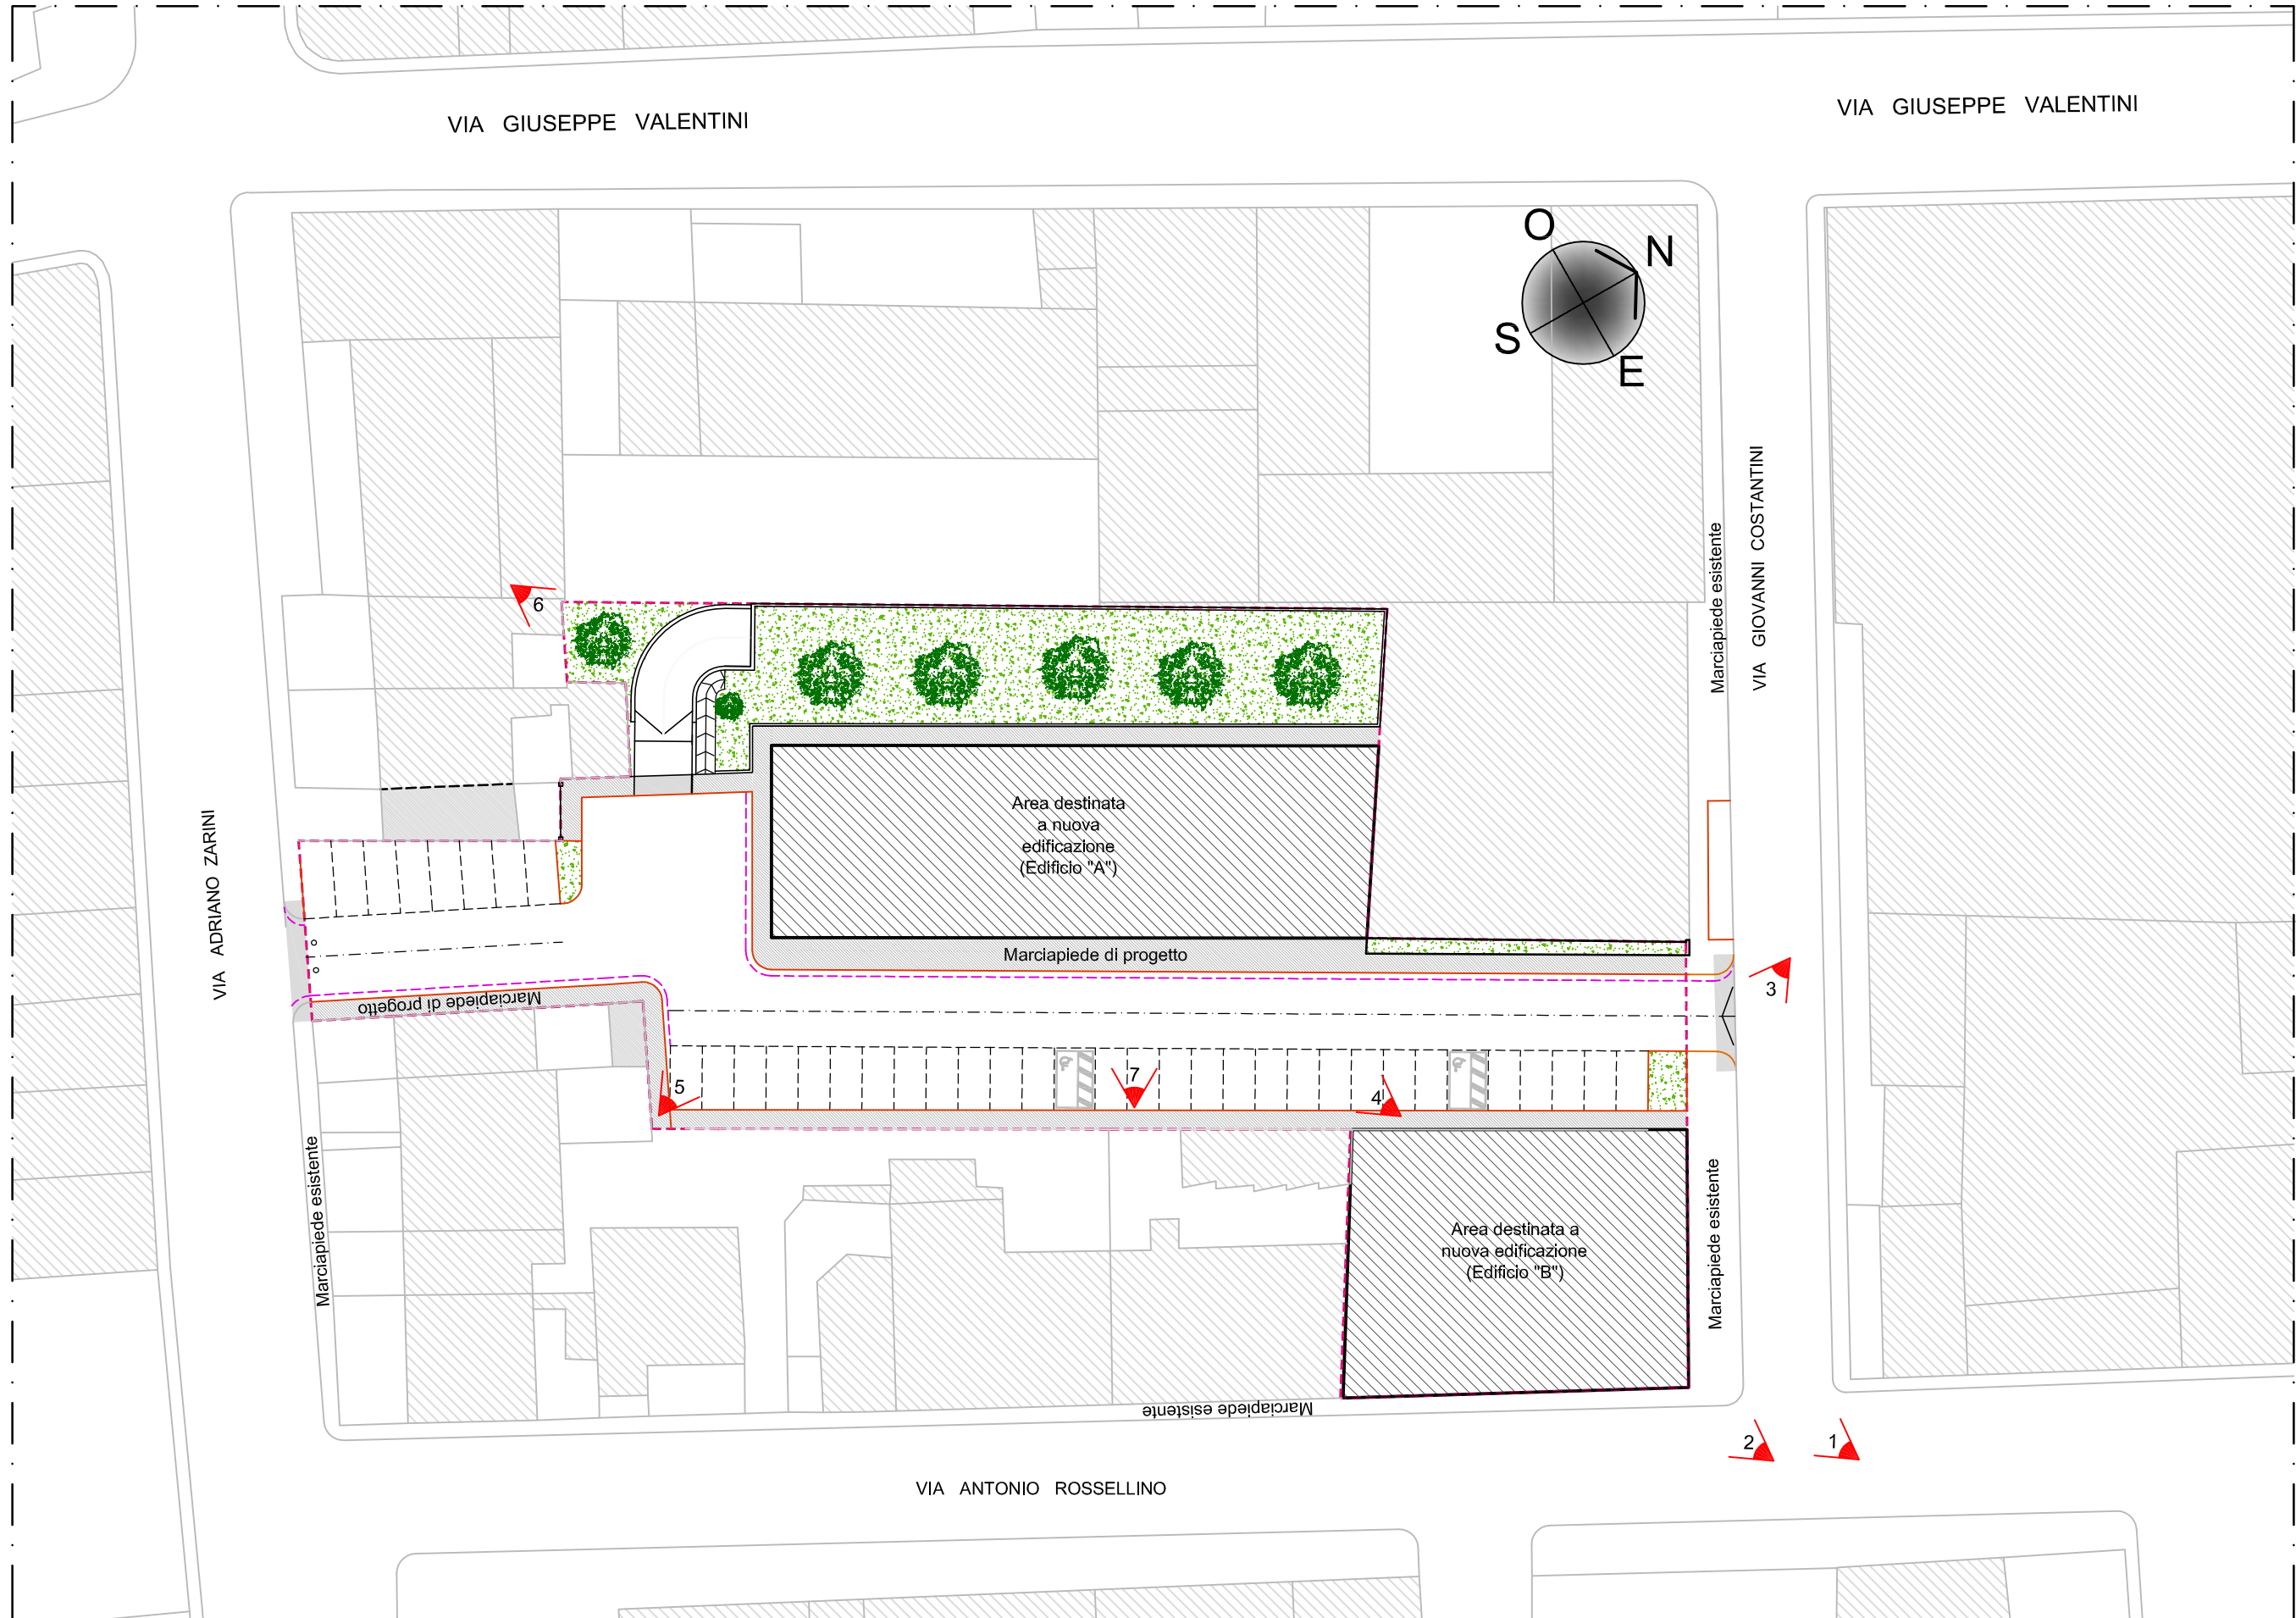 VIA GIUSEPPE VALENTINI
VIA GIUSEPPE VALENTINI
O
N
S
E
VIA GIOVANNI COSTANTINI
Marciapiede esistente
6
Area destinata
a nuova
edificazione
(Edificio "A")
VIA ADRIANO ZARINI
Marciapiede di progetto
3
Marciapiede di progetto
5
7
4
Marciapiede esistente
Marciapiede esistente
Area destinata a
nuova edificazione
(Edificio "B")
Marciapiede esistente
2
1
VIA ANTONIO ROSSELLINO